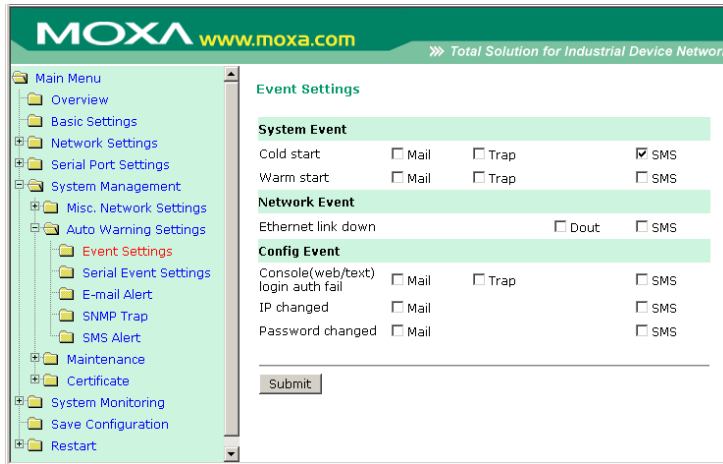 MOXA www.moxa.com
Total Solution for Industrial Device Networ
Main Menu
Overview
Basic Settings
Network Settings
Serial Port Settings
System Management
Misc. Network Settings
Auto Warning Settings
Event Settings
Serial Event Settings
E-mail Alert
SNMP Trap
SMS Alert
Maintenance
Certificate
System Monitoring
Save Configuration
Restart
Event Settings
System Event
Cold start Mail Trap SMS
Warm start Mail Trap SMS
Network Event
Ethernet link down Dout SMS
Config Event
Console(web/text)
login auth fail Mail Trap SMS
IP changed Mail SMS
Password changed Mail SMS
Submit